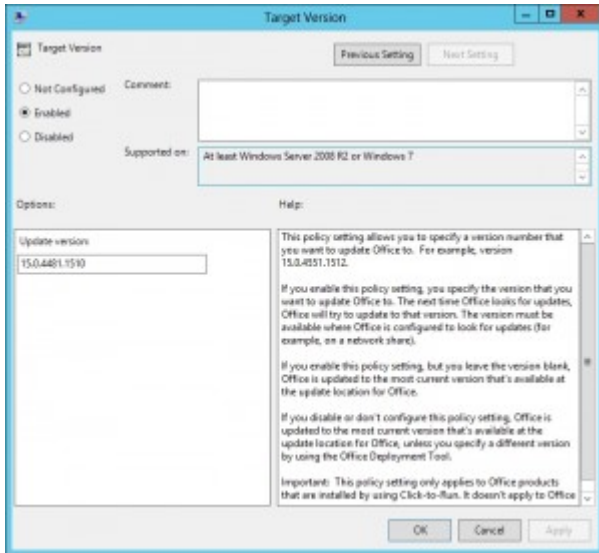 Target Version
Target Version
Previous Setting
Next Setting
Not Configured
Comment:
Enabled
Disabled
Supported on:
At least Windows Server 2008 R2 or Windows 7
Options:
Help:
Update version:
15.0.4481.1510
This policy setting allows you to specify a version number that
you want to update Office to.  For example, version
15.0.4551.1512.
If you enable this policy setting, you specify the version that you
want to update Office to. The next time Office looks for updates,
Office will try to update to that version. The version must be
available where Office is configured to look for updates (for
example, on a network share).
If you enable this policy setting, but you leave the version blank,
Office is updated to the most current version that's available at
the update location for Office.
If you disable or don't configure this policy setting, Office is
updated to the most current version that's available at the
update location for Office, unless you specify a different version
by using the Office Deployment Tool.
Important:  This policy setting only applies to Office products
that are installed by using Click-to-Run. It doesn't apply to Office
OK
Cancel
Apply